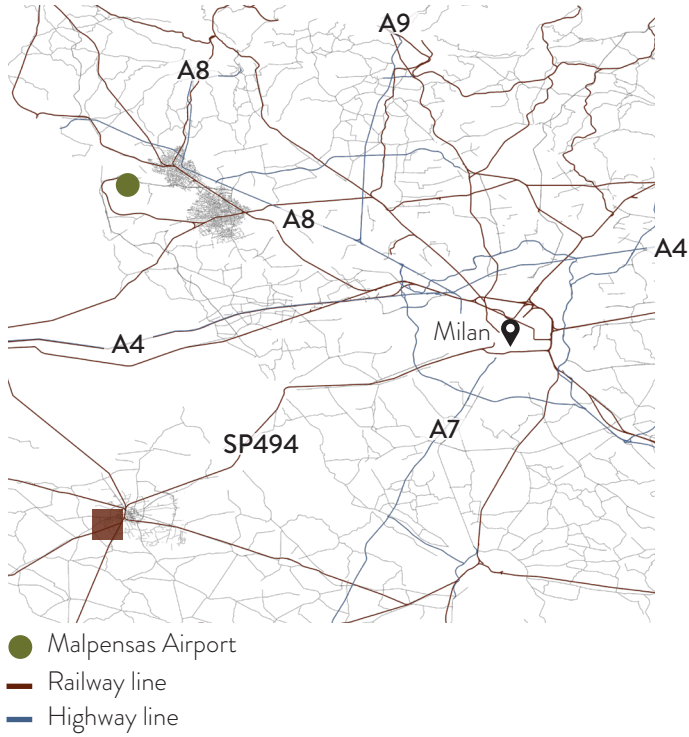 A9
A8
A8
A4
Milan
A4
A7
SP494
Malpensas Airport
Railway line
Highway line